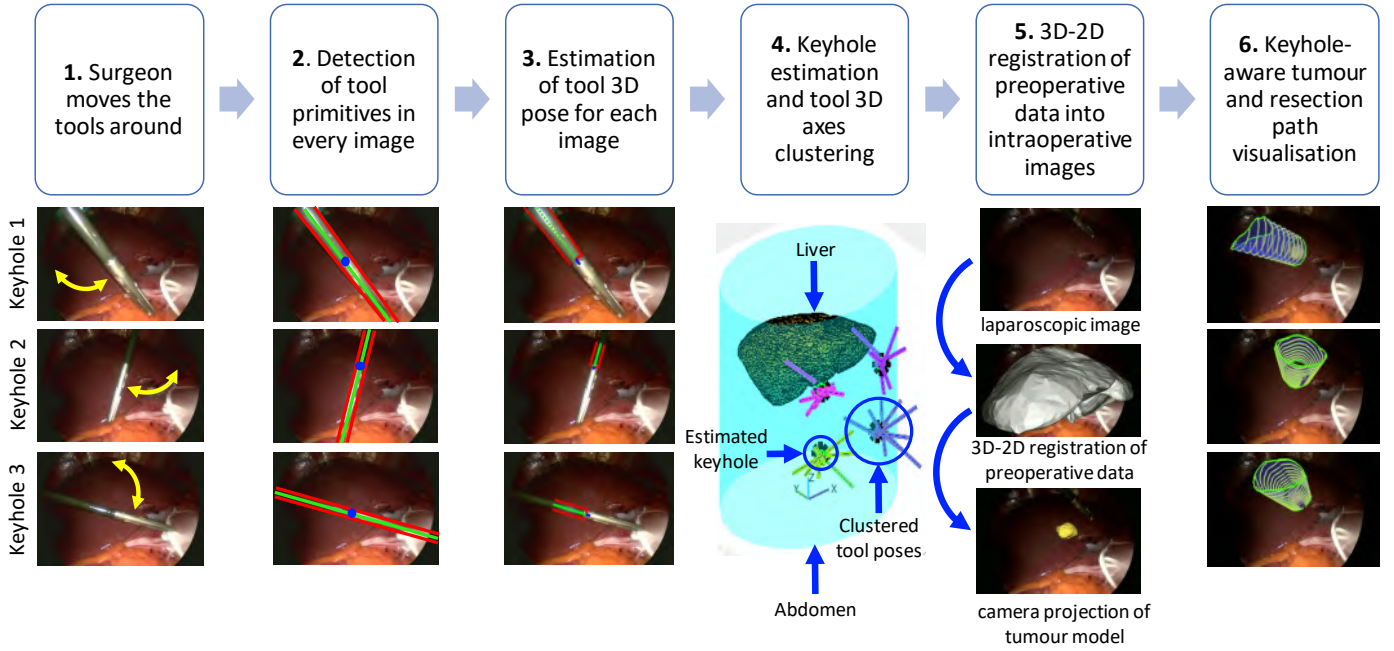 1. Surgeon
moves the
tools around
2. Detection
of tool
primitives in
every image
3. Estimation
of tool 3D
pose for each
image
4. Keyhole
estimation
and tool 3D
axes
clustering
5. 3D-2D
registration of
preoperative
data into
intraoperative
images
6. Keyhole-
aware tumour
and resection
path
visualisation
Keyhole 1
Keyhole 2
Keyhole 3
Liver
Estimated
keyhole
Z
Y
X
Clustered
tool poses
Abdomen
laparoscopic image
3D-2D registration of
preoperative data
camera projection of
tumour model